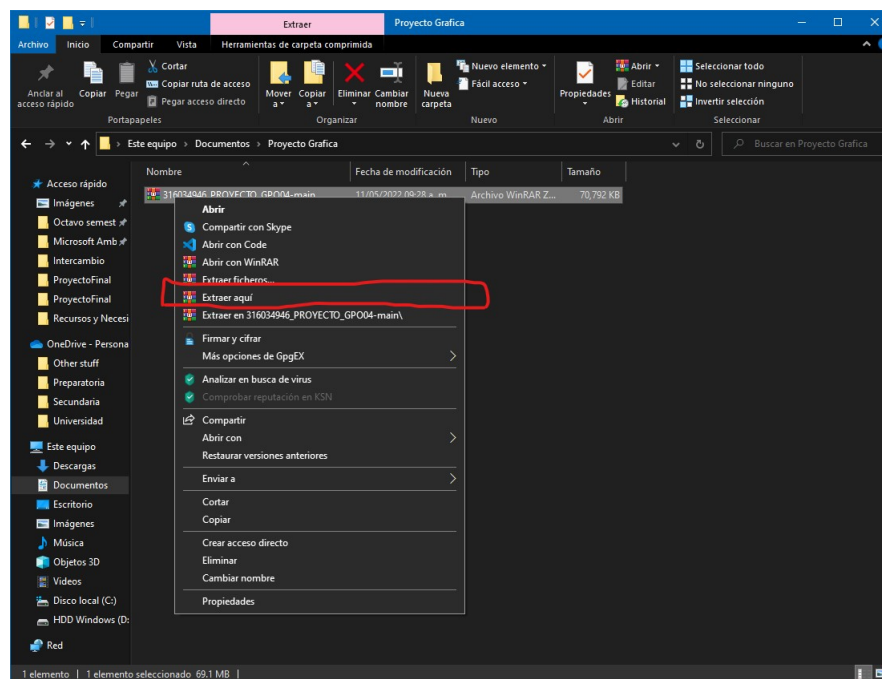 Extraer Proyecto Grafica
Archivo Inicio Compartir Vista Herramientas de carpeta comprimida
Anclar al acceso rápido
Copiar
Pegar
Cortar
Copiar ruta de acceso
Pegar acceso directo
Portapapeles
Mover a
Copiar a
Eliminar
Cambiar nombre
Organizar
Nueva carpeta
Nuevo elemento
Fácil acceso
Nuevo
Propiedades
Abrir
Editar
Historial
Abrir
Seleccionar todo
No seleccionar ninguno
Invertir selección
Seleccionar
Este equipo › Documentos › Proyecto Grafica
Buscar en Proyecto Grafica
Nombre Fecha de modificación Tipo Tamaño
316034946_PROYECTO_GPO04-main 11/05/2022 09:28 a. m. Archivo WinRAR Z... 70,792 KB
Acceso rápido
Imágenes
Octavo semest
Microsoft Amb
Intercambio
ProyectoFinal
ProyectoFinal
Recursos y Necesi
OneDrive - Persona
Other stuff
Preparatoria
Secundaria
Universidad
Este equipo
Descargas
Documentos
Escritorio
Imágenes
Música
Objetos 3D
Videos
Disco local (C:)
HDD Windows (D:
Red
Abrir
Compartir con Skype
Abrir con Code
Abrir con WinRAR
Extraer ficheros...
Extraer aquí
Extraer en 316034946_PROYECTO_GPO04-main\
Firmar y cifrar
Más opciones de GpgEX
Analizar en busca de virus
Comprobar reputación en KSN
Compartir
Abrir con
Restaurar versiones anteriores
Enviar a
Cortar
Copiar
Crear acceso directo
Eliminar
Cambiar nombre
Propiedades
1 elemento | 1 elemento seleccionado 69.1 MB |